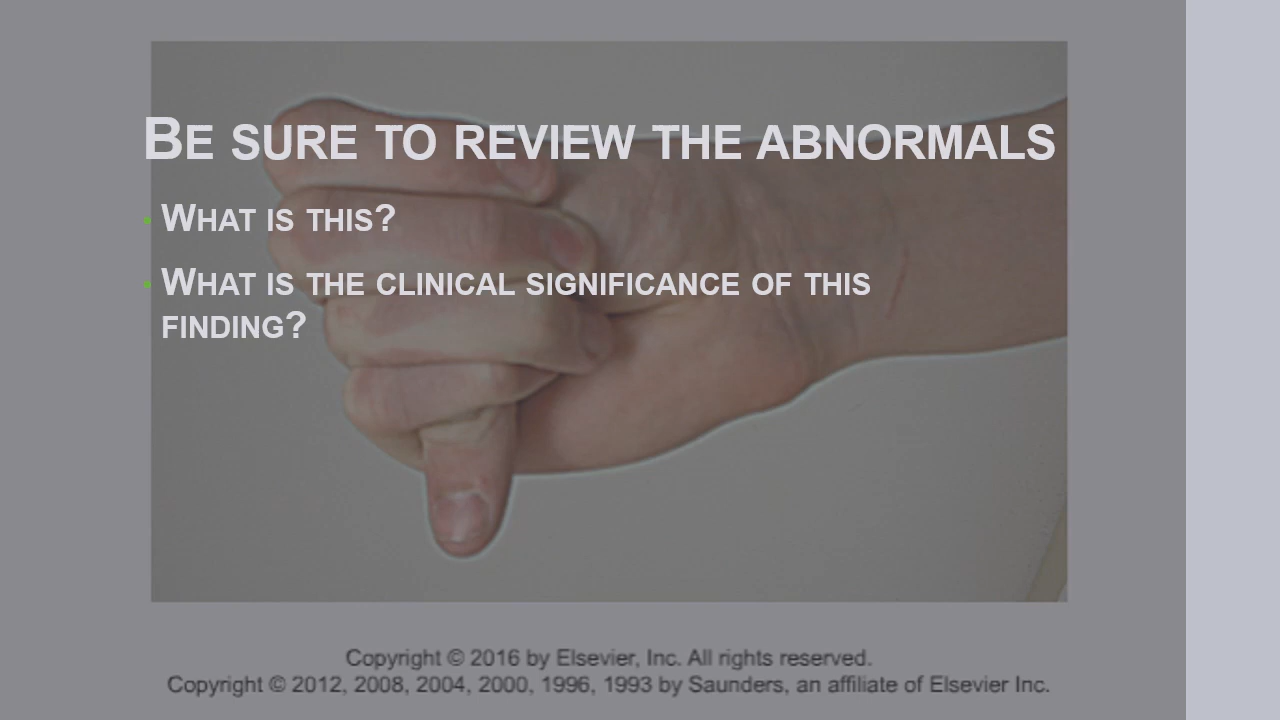 BE SURE TO REVIEW THE ABNORMALS
WHAT IS THIS?
WHAT IS THE CLINICAL SIGNIFICANCE OF THIS
FINDING?
Copyright © 2016 by Elsevier, Inc. All rights reserved.
Copyright © 2012, 2008, 2004, 2000, 1996, 1993 by Saunders, an affiliate of Elsevier Inc.